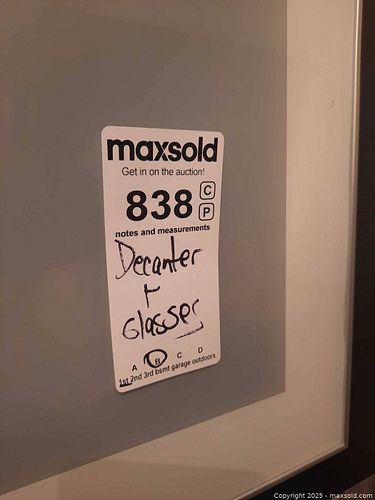 maxsold
Get in on the auction!
838 C
P
notes and measurements
Decanter
+
Glasses
A B C D
1st 2nd 3rd bsmt garage outdoors
Copyright 2025 - maxsold.com